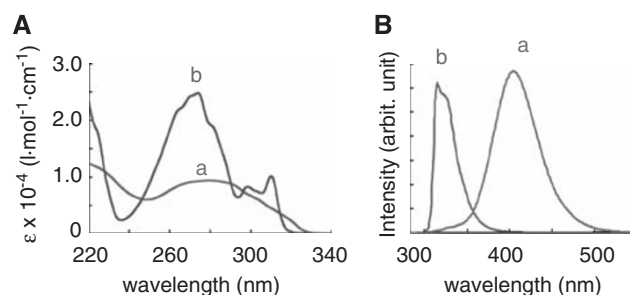 A
b
a
3.0
2.0
1.0
0
220 260 300 340
wavelength (nm)
ε x 10⁻⁴ (l·mol⁻¹·cm⁻¹)
B
b
a
300 400 500
wavelength (nm)
Intensity (arbit. unit)